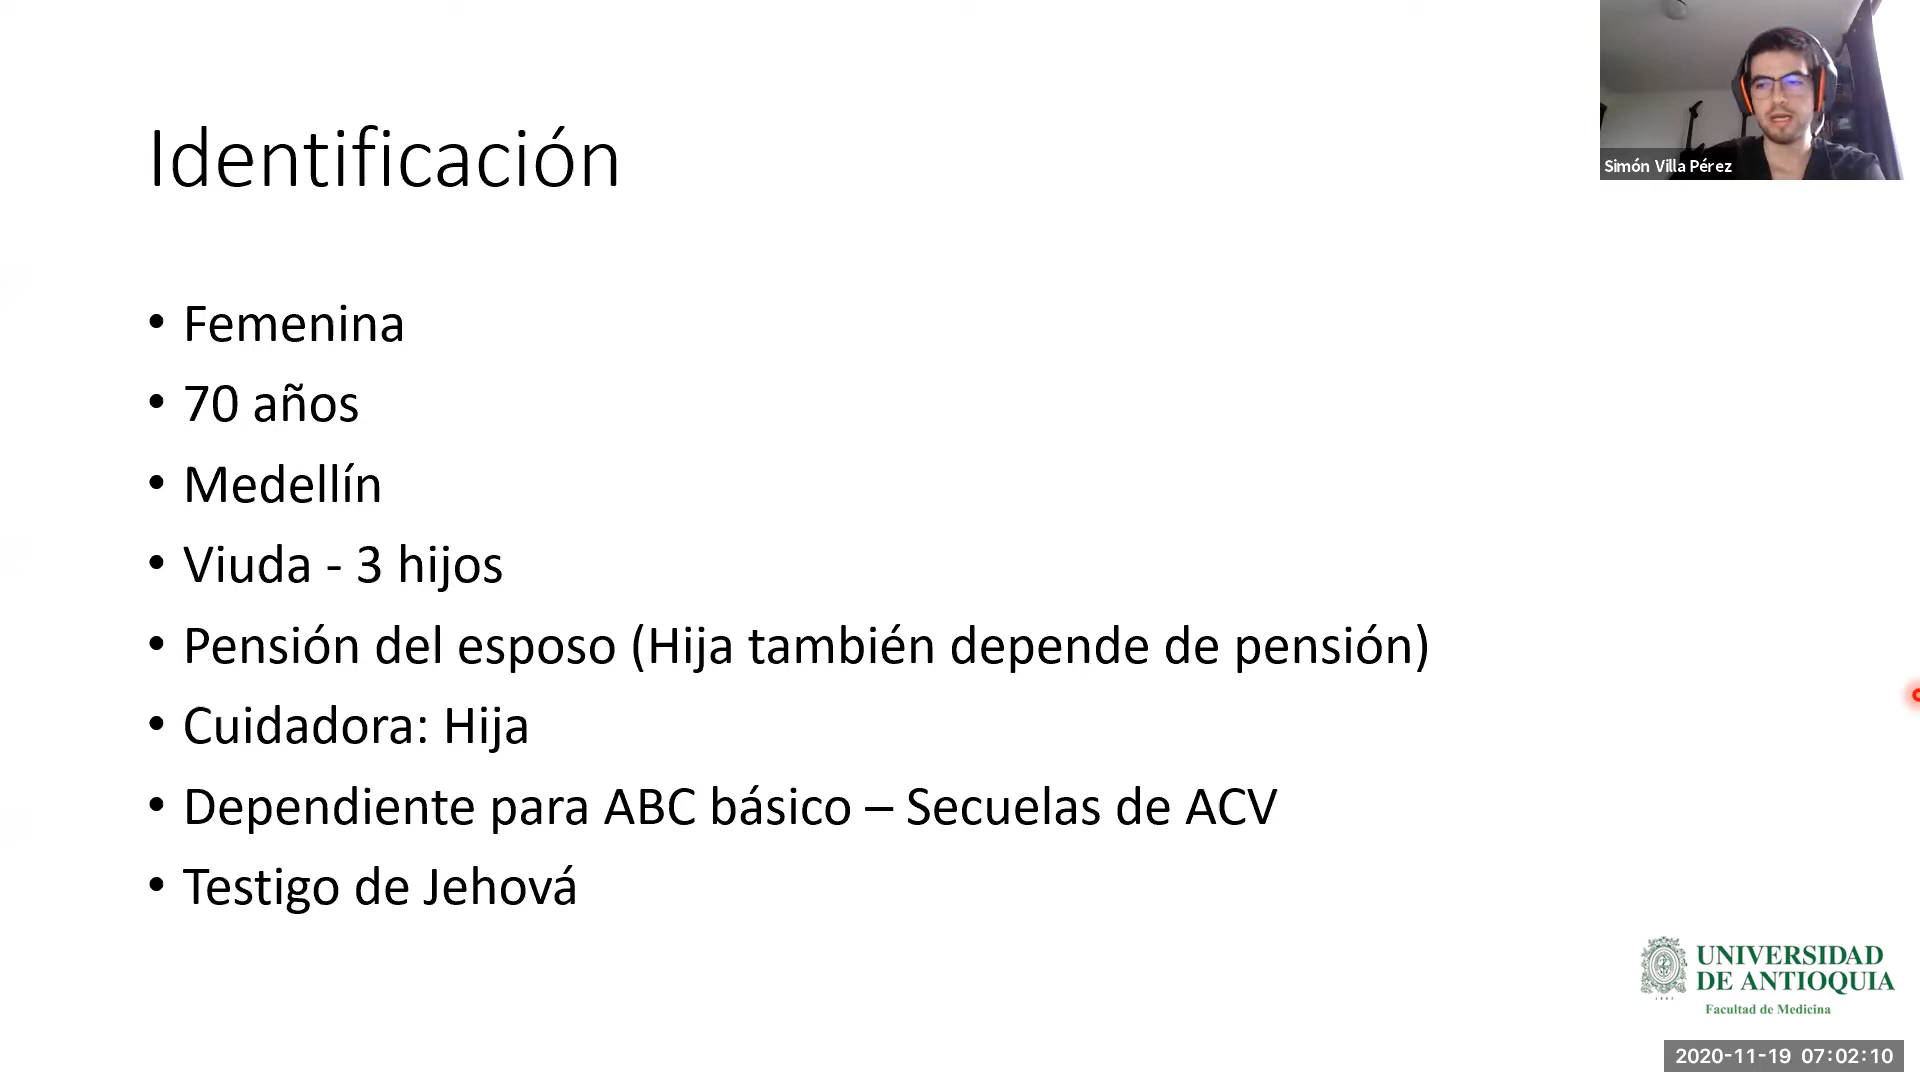 Identificación
• Femenina
• 70 años
• Medellín
• Viuda - 3 hijos
• Pensión del esposo (Hija también depende de pensión)
• Cuidadora: Hija
• Dependiente para ABC básico – Secuelas de ACV
• Testigo de Jehová
Simón Villa Pérez
UNIVERSIDAD
DE ANTIOQUIA
Facultad de Medicina
2020-11-19 07:02:10